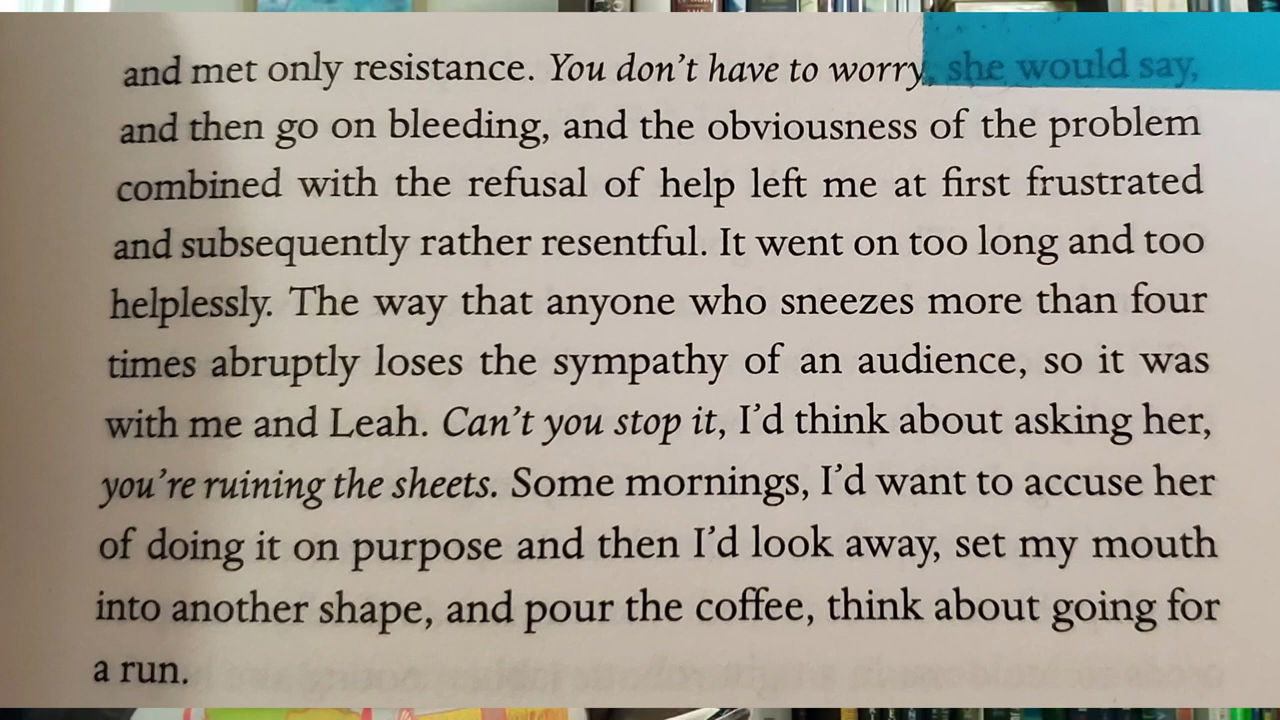 and met only resistance. You don't have to worry, she would say,
and then go on bleeding, and the obviousness of the problem
combined with the refusal of help left me at first frustrated
and subsequently rather resentful. It went on too long and too
helplessly. The way that anyone who sneezes more than four
times abruptly loses the sympathy of an audience, so it was
with me and Leah. Can't you stop it, I'd think about asking her,
you're ruining the sheets. Some mornings, I'd want to accuse her
of doing it on purpose and then I'd look away, set my mouth
into another shape, and pour the coffee, think about going for
a run.